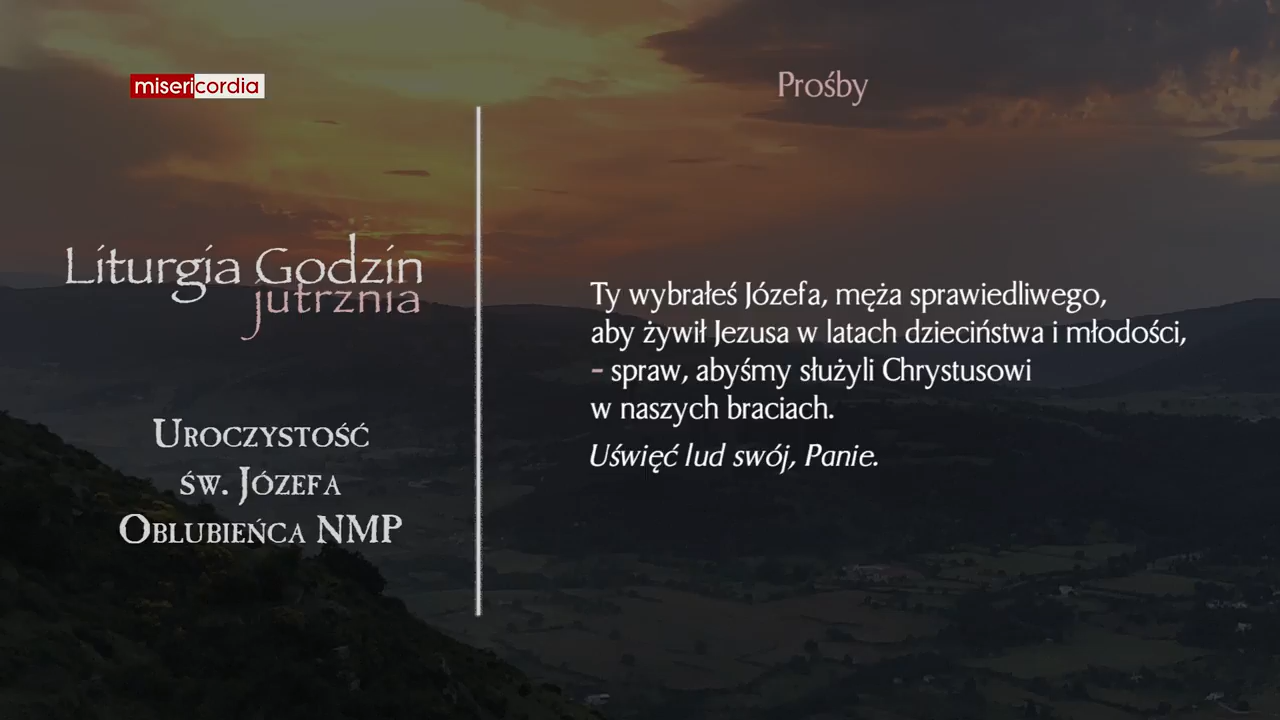 misericordia
Liturgia Godzin
jutrznia
Uroczystość
św. Józefa
Oblubieńca NMP
Prośby
Ty wybrałeś Józefa, męża sprawiedliwego,
aby żywił Jezusa w latach dzieciństwa i młodości,
- spraw, abyśmy służyli Chrystusowi
w naszych braciach.
Uświęć lud swój, Panie.